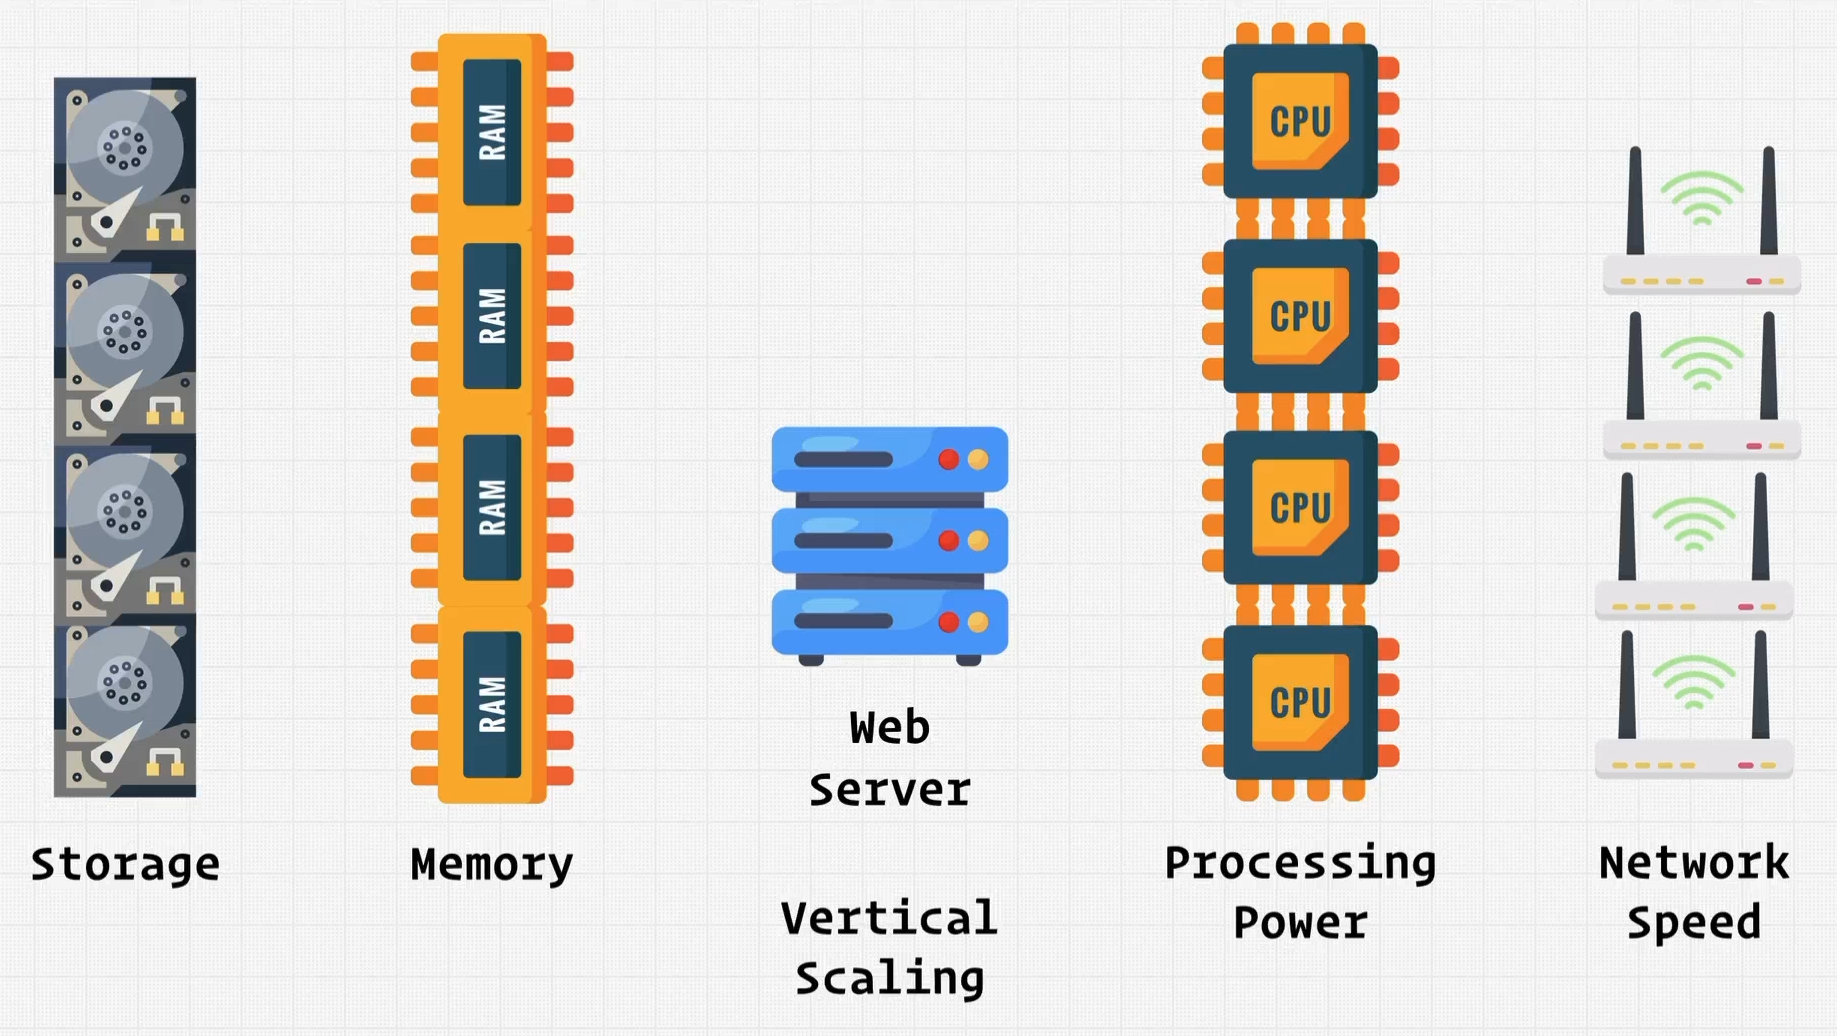 RAM
RAM
RAM
RAM
CPU
CPU
CPU
CPU
Web
Server
Storage
Memory
Processing
Power
Network
Speed
Vertical
Scaling